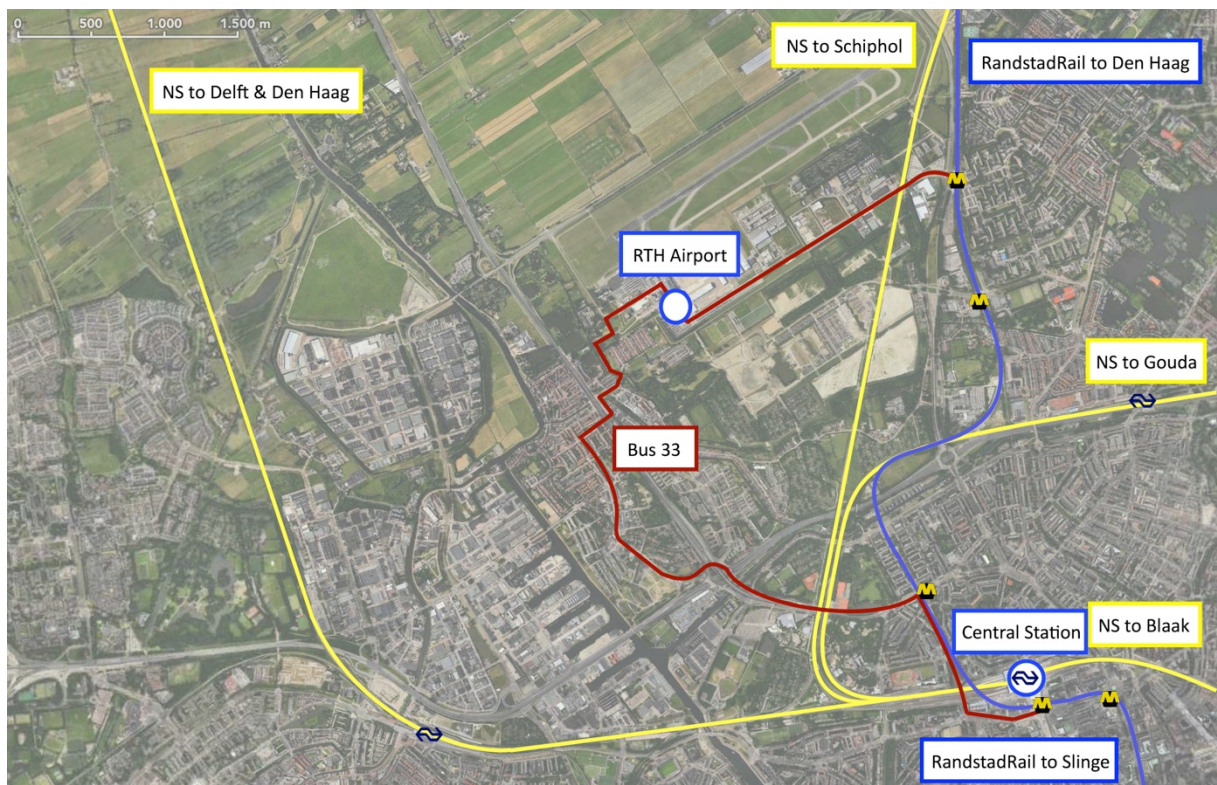 0 500 1.000 1.500 m
NS to Schiphol
RandstadRail to Den Haag
NS to Delft & Den Haag
RTH Airport
NS to Gouda
Bus 33
Central Station
NS to Blaak
RandstadRail to Slinge
M
M
M
M
M